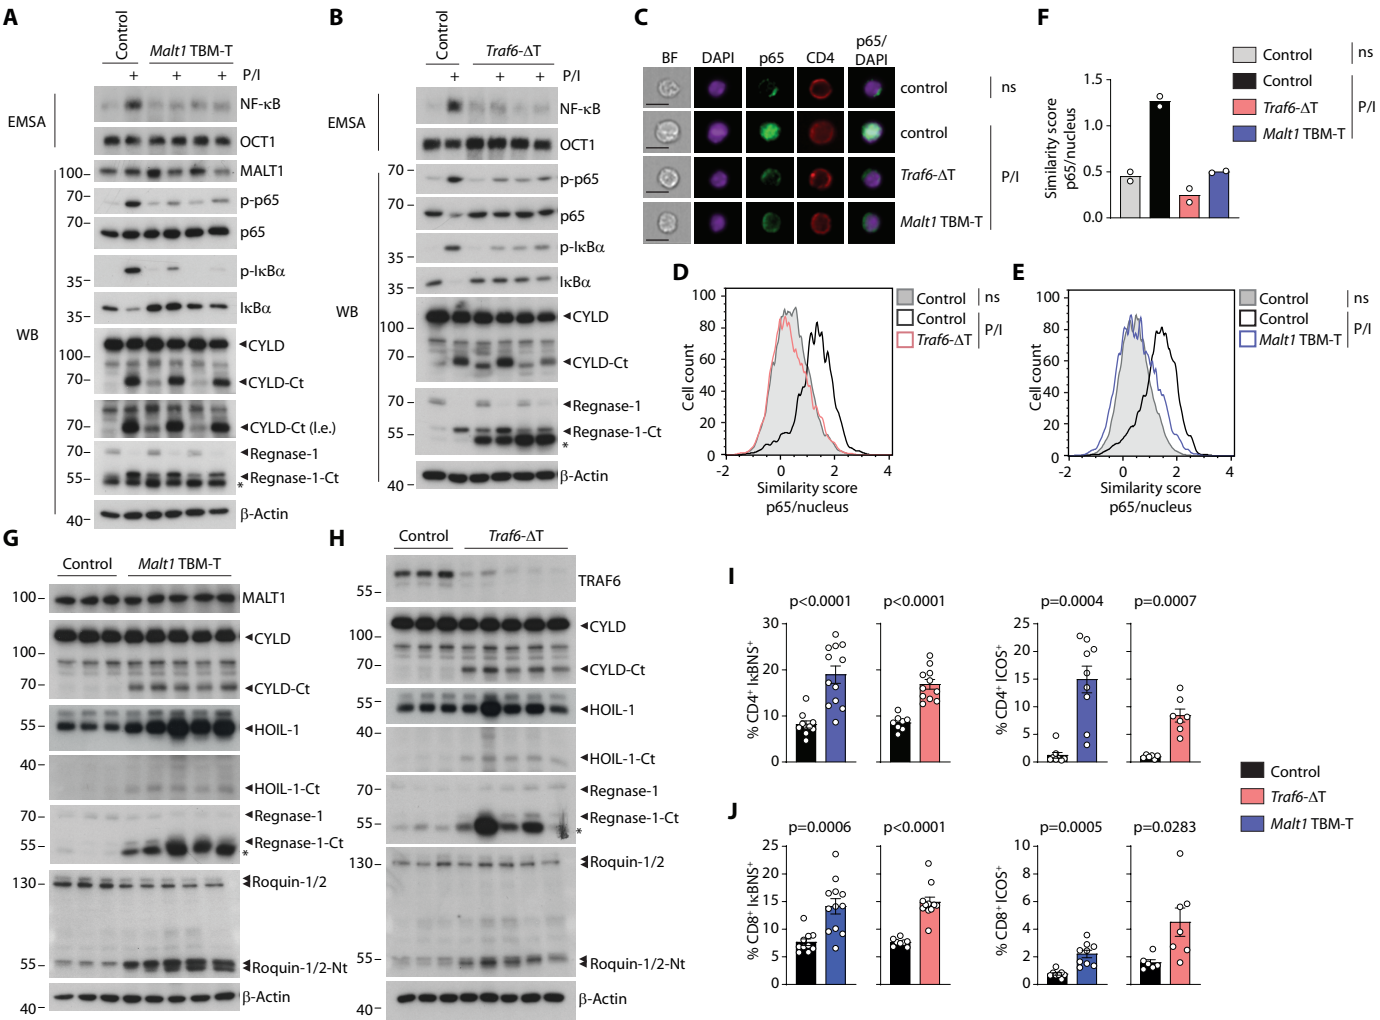 A
Control
Malt1 TBM-T
+ + + P/I
EMSA
NF-κB
OCT1
WB
100
MALT1
70
p-p65
70
p65
35
p-IκBα
35
IκBα
CYLD
100
70
CYLD-Ct
70
CYLD-Ct (l.e.)
70
Regnase-1
55
Regnase-1-Ct
*
40
β-Actin
B
Control
Traf6-ΔT
+ + + P/I
EMSA
NF-κB
OCT1
WB
70
p-p65
70
p65
35
p-IκBα
35
IκBα
CYLD
100
70
CYLD-Ct
70
Regnase-1
55
Regnase-1-Ct
*
40
β-Actin
C
BF DAPI p65 CD4 p65/
DAPI
control ns
control
Traf6-ΔT
Malt1 TBM-T
P/I
F
Similarity score
p65/nucleus
1.5
1.0
0.5
0.0
Control ns
Control
Traf6-ΔT
Malt1 TBM-T
P/I
D
Cell count
100
80
60
40
20
0
-2 0 2 4
Similarity score
p65/nucleus
Control ns
Control P/I
Traf6-ΔT
E
Cell count
100
80
60
40
20
0
-2 0 2 4
Similarity score
p65/nucleus
Control ns
Control P/I
Malt1 TBM-T
G
Control Malt1 TBM-T
100
MALT1
CYLD
100
70
CYLD-Ct
55
HOIL-1
40
HOIL-1-Ct
70
Regnase-1
55
Regnase-1-Ct
*
130
Roquin-1/2
55
Roquin-1/2-Nt
40
β-Actin
H
Control Traf6-ΔT
TRAF6
55
CYLD
100
70
CYLD-Ct
55
HOIL-1
40
HOIL-1-Ct
70
Regnase-1
55
Regnase-1-Ct
*
130
Roquin-1/2
55
Roquin-1/2-Nt
40
β-Actin
I
p<0.0001 p<0.0001
% CD4+ IκBNS+
30
20
10
0
p=0.0004 p=0.0007
% CD4+ ICOS+
25
20
15
10
5
0
Control
Traf6-ΔT
Malt1 TBM-T
J
p=0.0006 p<0.0001
% CD8+ IκBNS+
25
20
15
10
5
0
p=0.0005 p=0.0283
% CD8+ ICOS+
10
8
6
4
2
0